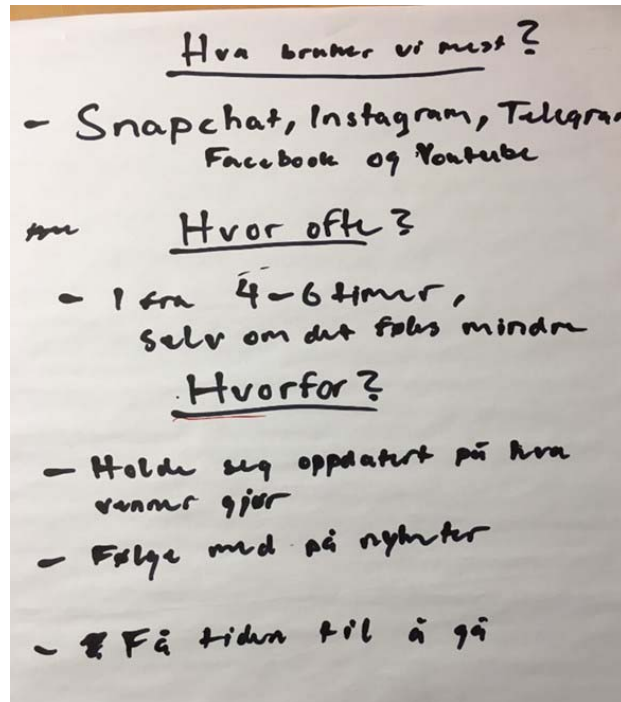 Hva bruker vi mest?
- Snapchat, Instagram, Telegram
Facebook og Youtube
Hvor ofte?
- I fra 4-6 timer,
selv om det føles mindre
Hvorfor?
- Holde seg oppdatert på hva
venner gjør
- Følge med på nyheter
- Få tiden til å gå